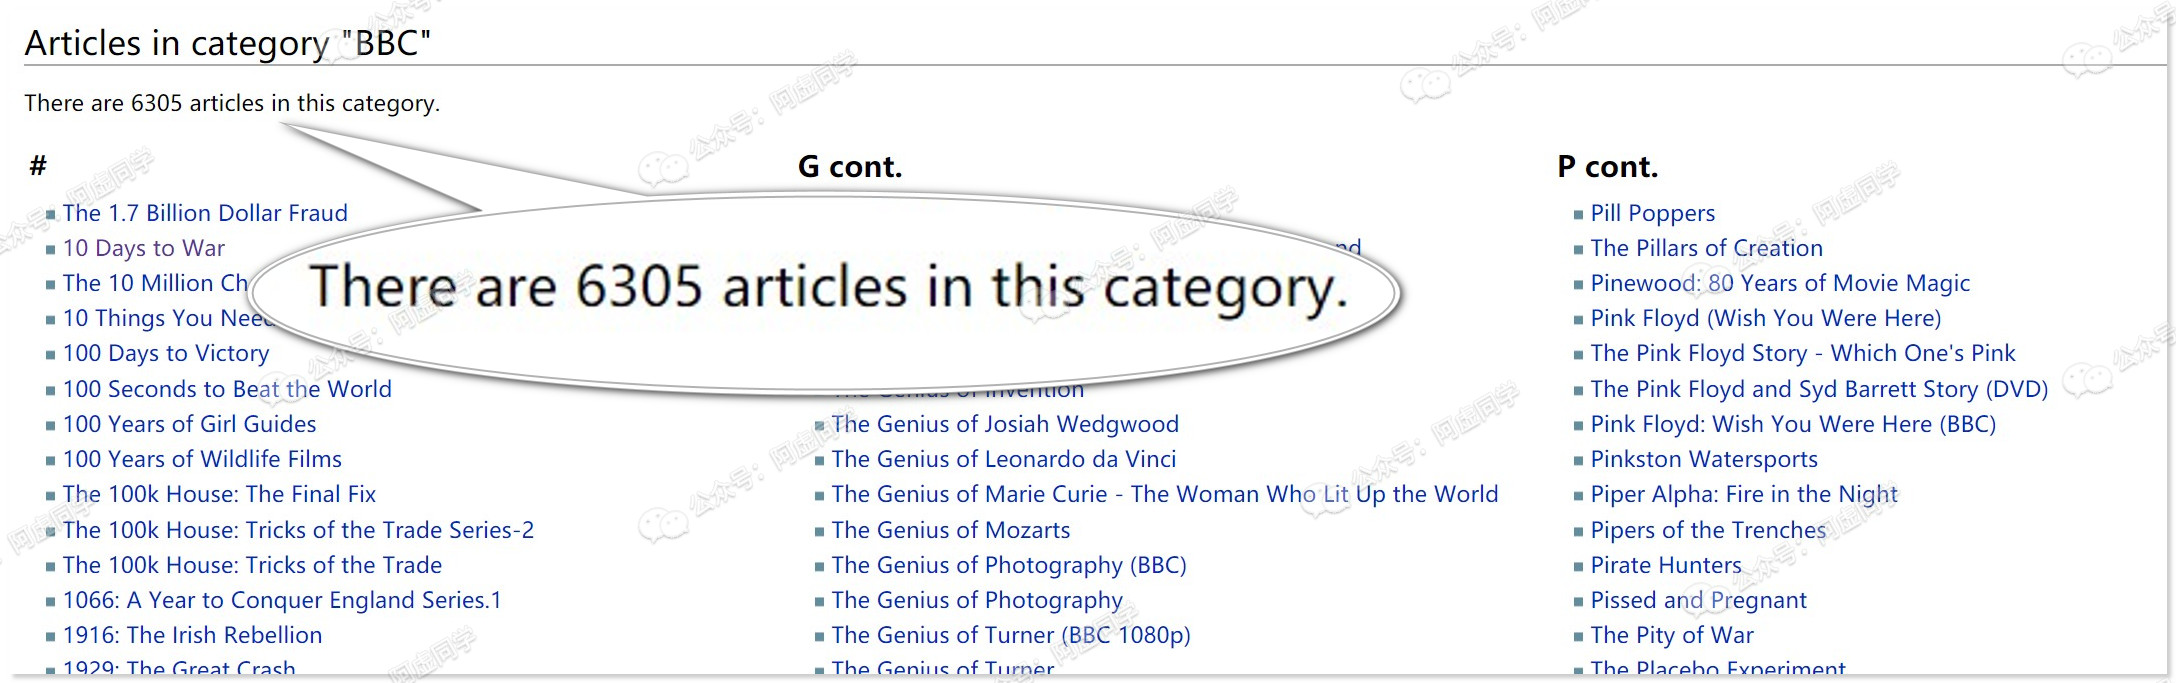 Articles in category "BBC"
There are 6305 articles in this category.
There are 6305 articles in this category.
#
The 1.7 Billion Dollar Fraud
10 Days to War
The 10 Million
10 Things You
100 Days to Victory
100 Seconds to Beat the World
100 Years of Girl Guides
100 Years of Wildlife Films
The 100k House: The Final Fix
The 100k House: Tricks of the Trade Series-2
The 100k House: Tricks of the Trade
1066: A Year to Conquer England Series.1
1916: The Irish Rebellion
1929: The Great Crash
G cont.
The Genius of Invention
The Genius of Josiah Wedgwood
The Genius of Leonardo da Vinci
The Genius of Marie Curie - The Woman Who Lit Up the World
The Genius of Mozarts
The Genius of Photography (BBC)
The Genius of Photography
The Genius of Turner (BBC 1080p)
The Genius of Turner
P cont.
Pill Poppers
The Pillars of Creation
Pinewood: 80 Years of Movie Magic
Pink Floyd (Wish You Were Here)
The Pink Floyd Story - Which One's Pink
The Pink Floyd and Syd Barrett Story (DVD)
Pink Floyd: Wish You Were Here (BBC)
Pinkston Watersports
Piper Alpha: Fire in the Night
Pipers of the Trenches
Pirate Hunters
Pissed and Pregnant
The Pity of War
The Placebo Experiment
公众号：阿虚同学